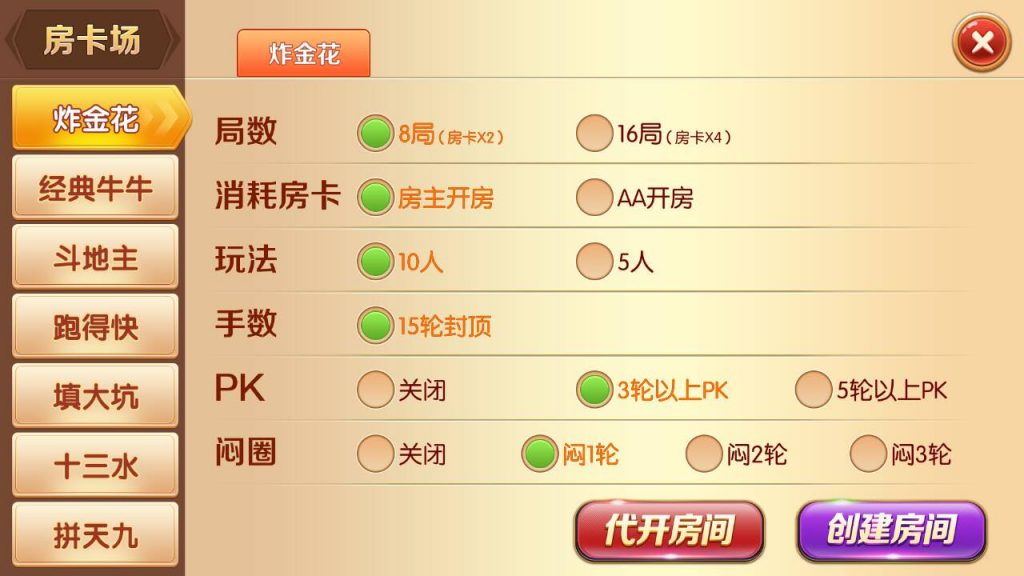 房卡场
炸金花
经典牛牛
斗地主
跑得快
填大坑
十三水
拼天九
炸金花
局数 8局(房卡X2) 16局(房卡X4)
消耗房卡 房主开房 AA开房
玩法 10人 5人
手数 15轮封顶
PK 关闭 3轮以上PK 5轮以上PK
闷圈 关闭 闷1轮 闷2轮 闷3轮
代开房间 创建房间